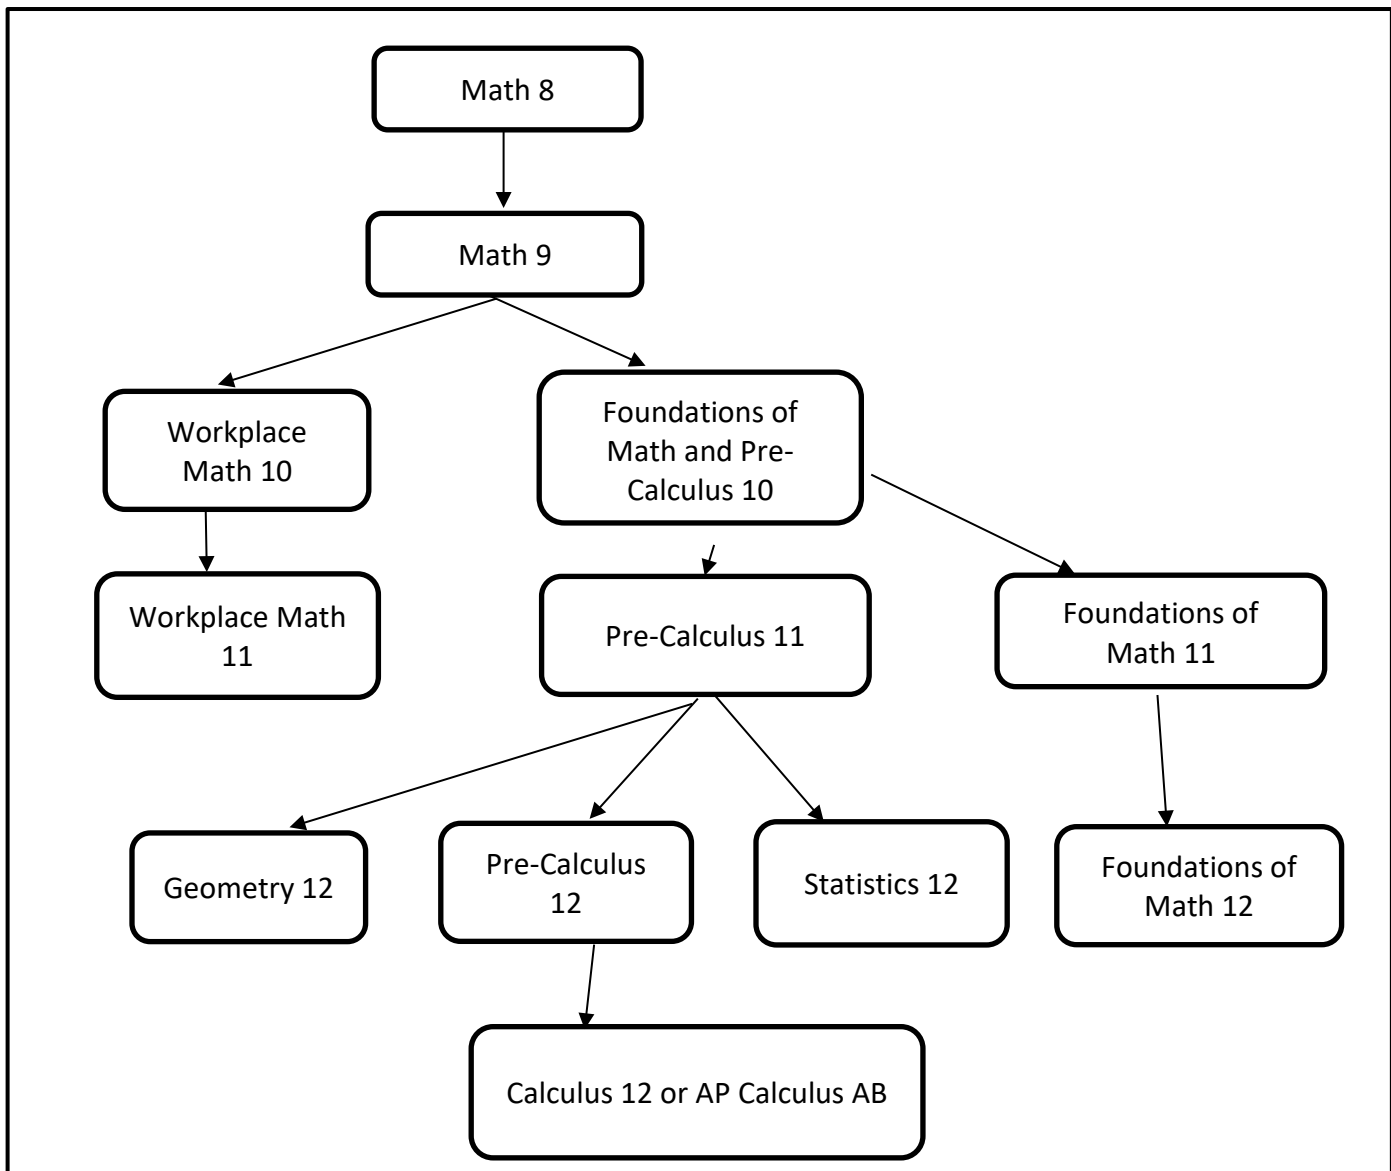 Math 8
Math 9
Workplace
Math 10
Foundations of
Math and Pre-
Calculus 10
Workplace Math
11
Pre-Calculus 11
Foundations of
Math 11
Geometry 12
Pre-Calculus
12
Statistics 12
Foundations of
Math 12
Calculus 12 or AP Calculus AB